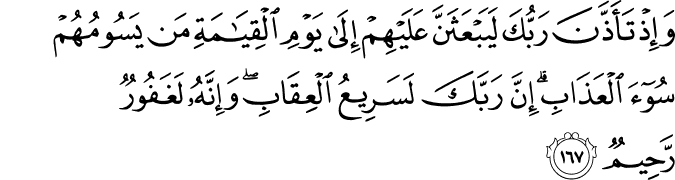 وَإِذۡ تَأَذَّنَ رَبُّكَ لَيَبۡعَثَنَّ عَلَيۡهِمۡ إِلَىٰ يَوۡمِ ٱلۡقِيَٰمَةِ مَن يَسُومُهُمۡ
سُوٓءَ ٱلۡعَذَابِۗ إِنَّ رَبَّكَ لَسَرِيعُ ٱلۡعِقَابِ وَإِنَّهُۥ لَغَفُورٞ
رَّحِيمٞ ١٦٧